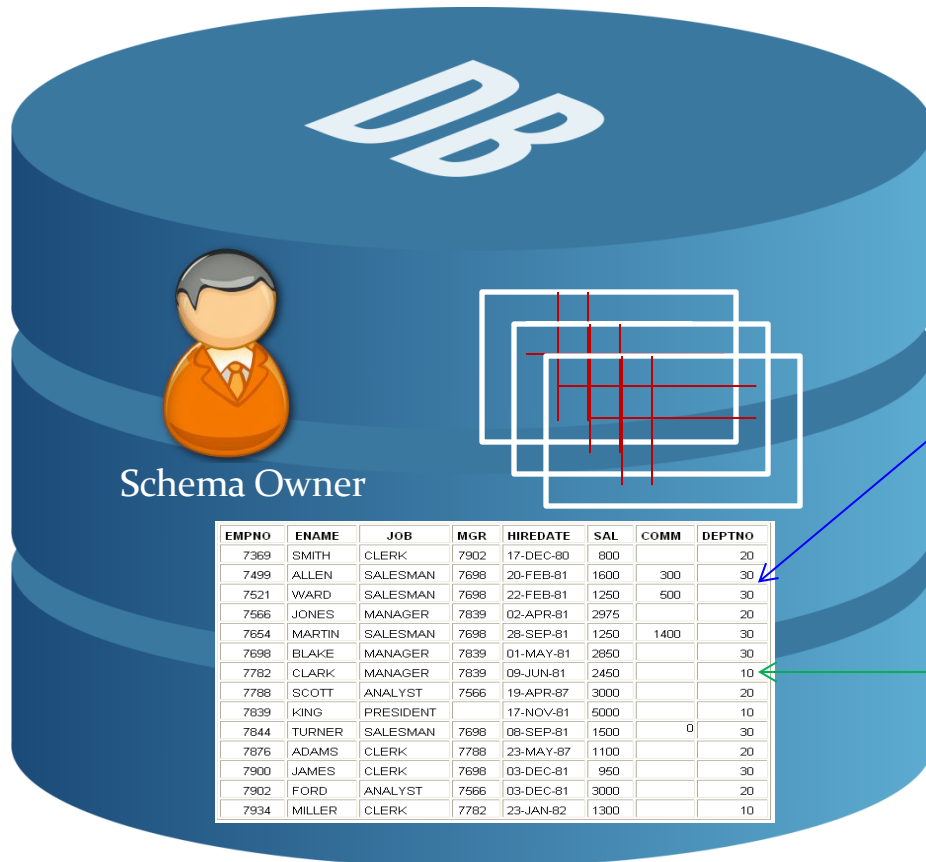 DB
Schema Owner
EMPNO ENAME JOB MGR HIREDATE SAL COMM DEPTNO
7369 SMITH CLERK 7902 17-DEC-80 800 20
7499 ALLEN SALESMAN 7698 20-FEB-81 1600 300 30
7521 WARD SALESMAN 7698 22-FEB-81 1250 500 30
7566 JONES MANAGER 7839 02-APR-81 2975 20
7654 MARTIN SALESMAN 7698 28-SEP-81 1250 1400 30
7698 BLAKE MANAGER 7839 01-MAY-81 2850 30
7782 CLARK MANAGER 7839 09-JUN-81 2450 10
7788 SCOTT ANALYST 7566 19-APR-87 3000 20
7839 KING PRESIDENT 17-NOV-81 5000 10
7844 TURNER SALESMAN 7698 08-SEP-81 1500 0 30
7876 ADAMS CLERK 7788 23-MAY-87 1100 20
7900 JAMES CLERK 7698 03-DEC-81 950 30
7902 FORD ANALYST 7566 03-DEC-81 3000 20
7934 MILLER CLERK 7782 23-JAN-82 1300 10